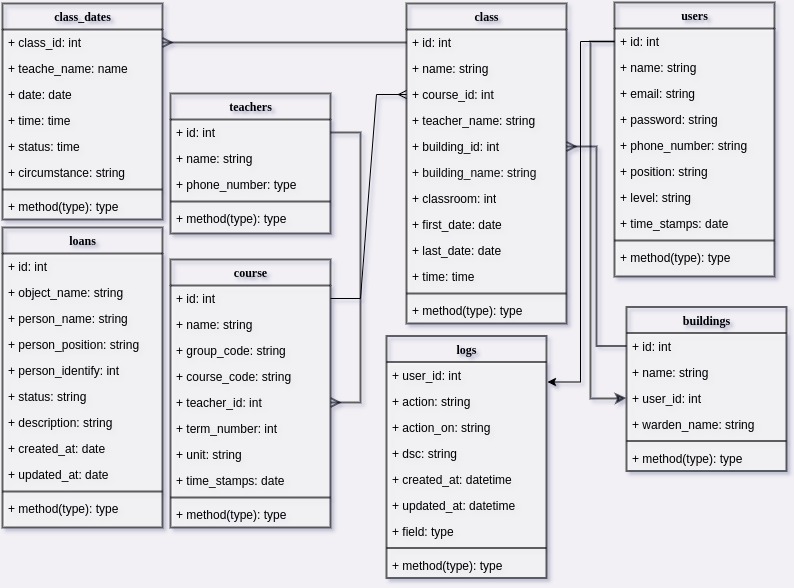 class_dates
+ class_id: int
+ teache_name: name
+ date: date
+ time: time
+ status: time
+ circumstance: string
+ method(type): type
teachers
+ id: int
+ name: string
+ phone_number: type
+ method(type): type
class
+ id: int
+ name: string
+ course_id: int
+ teacher_name: string
+ building_id: int
+ building_name: string
+ classroom: int
+ first_date: date
+ last_date: date
+ time: time
+ method(type): type
users
+ id: int
+ name: string
+ email: string
+ password: string
+ phone_number: string
+ position: string
+ level: string
+ time_stamps: date
+ method(type): type
loans
+ id: int
+ object_name: string
+ person_name: string
+ person_position: string
+ person_identify: int
+ status: string
+ description: string
+ created_at: date
+ updated_at: date
+ method(type): type
course
+ id: int
+ name: string
+ group_code: string
+ course_code: string
+ teacher_id: int
+ term_number: int
+ unit: string
+ time_stamps: date
+ method(type): type
logs
+ user_id: int
+ action: string
+ action_on: string
+ dsc: string
+ created_at: datetime
+ updated_at: datetime
+ field: type
+ method(type): type
buildings
+ id: int
+ name: string
+ user_id: int
+ warden_name: string
+ method(type): type